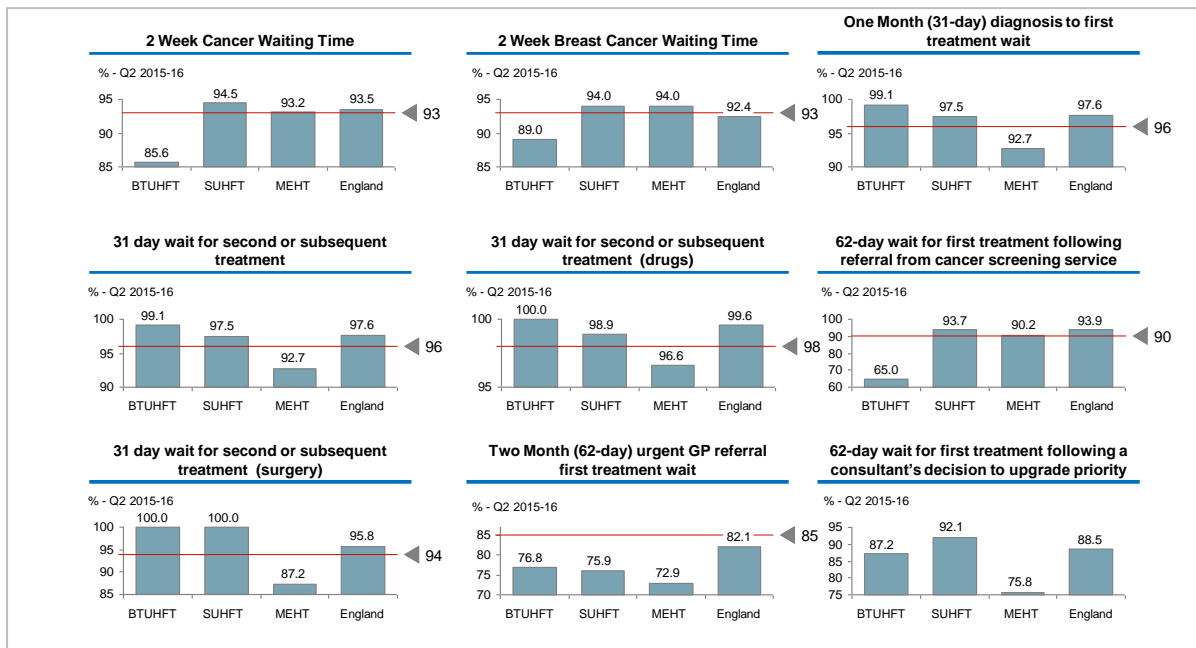 2 Week Cancer Waiting Time
% - Q2 2015-16
95
90
85
85.6
94.5
93.2
93.5
93
BTUHFT SUHFT MEHT England
2 Week Breast Cancer Waiting Time
% - Q2 2015-16
95
90
85
89.0
94.0
94.0
92.4
93
BTUHFT SUHFT MEHT England
One Month (31-day) diagnosis to first
treatment wait
% - Q2 2015-16
100
95
90
99.1
97.5
92.7
97.6
96
BTUHFT SUHFT MEHT England
31 day wait for second or subsequent
treatment
% - Q2 2015-16
100
95
90
99.1
97.5
92.7
97.6
96
BTUHFT SUHFT MEHT England
31 day wait for second or subsequent
treatment (drugs)
% - Q2 2015-16
100
95
100.0
98.9
96.6
99.6
98
BTUHFT SUHFT MEHT England
62-day wait for first treatment following
referral from cancer screening service
% - Q2 2015-16
100
90
80
70
60
65.0
93.7
90.2
93.9
90
BTUHFT SUHFT MEHT England
31 day wait for second or subsequent
treatment (surgery)
% - Q2 2015-16
100
95
90
85
100.0
100.0
87.2
95.8
94
BTUHFT SUHFT MEHT England
Two Month (62-day) urgent GP referral
first treatment wait
% - Q2 2015-16
85
80
75
70
76.8
75.9
72.9
82.1
85
BTUHFT SUHFT MEHT England
62-day wait for first treatment following a
consultant's decision to upgrade priority
% - Q2 2015-16
95
90
85
80
75
87.2
92.1
75.8
88.5
BTUHFT SUHFT MEHT England